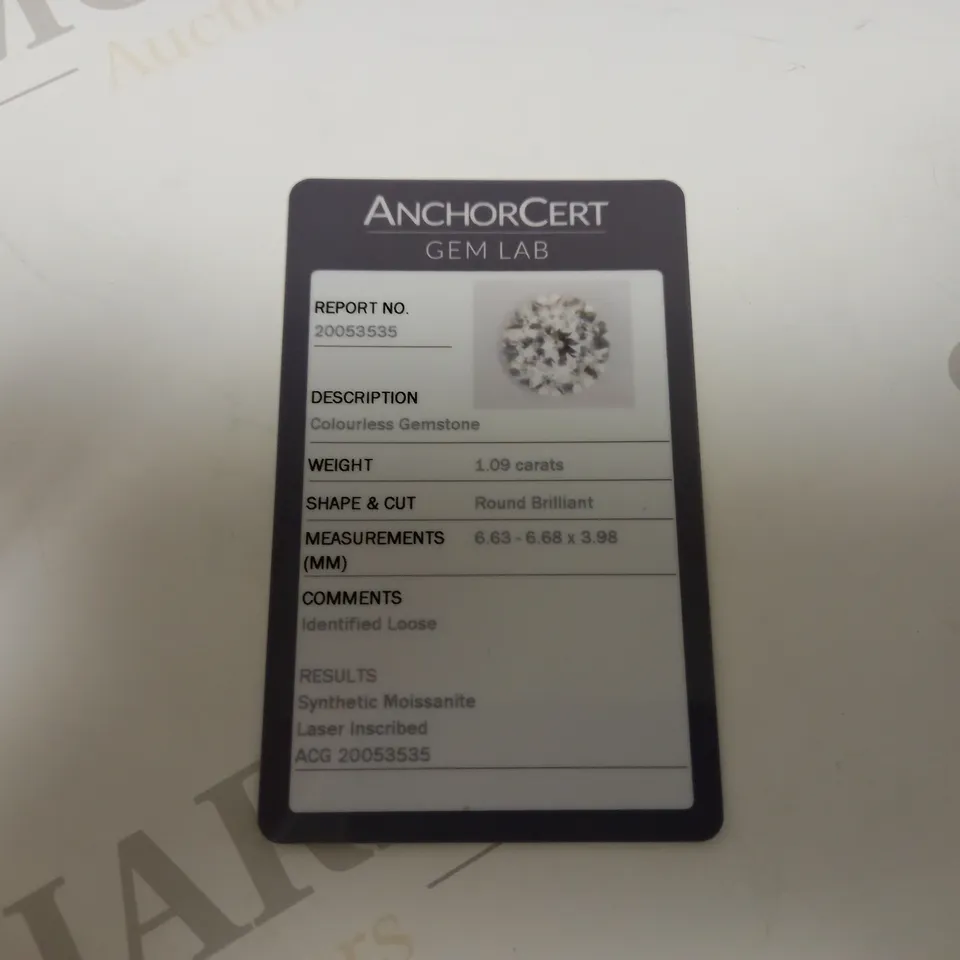 Auctio
ANCHORCERT
GEM LAB
REPORT NO.
20053535
DESCRIPTION
Colourless Gemstone
WEIGHT 1.09 carats
SHAPE & CUT Round Brilliant
MEASUREMENTS 6.63 - 6.68 x 3.98
(MM)
COMMENTS
Identified Loose
RESULTS
Synthetic Moissanite
Laser Inscribed
ACG 20053535